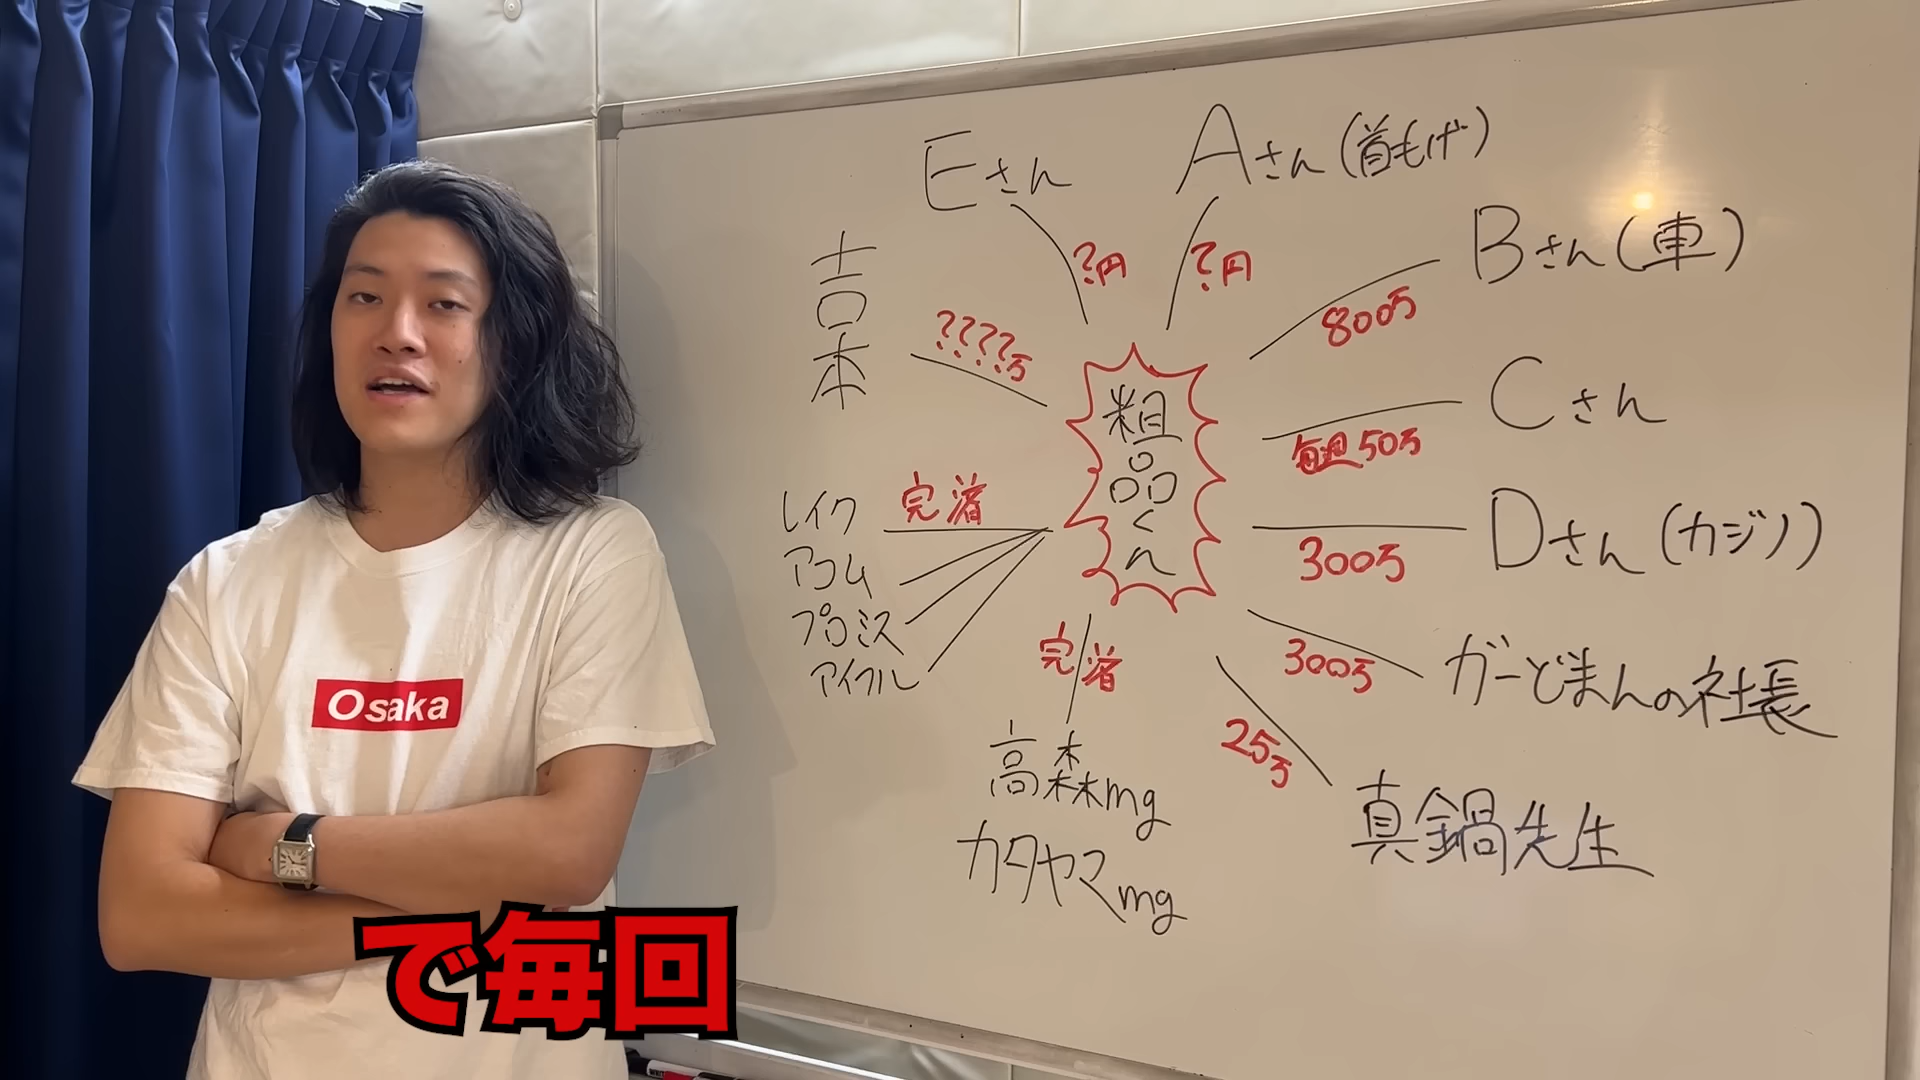 Eさん
?円
Aさん(首もげ)
?円
Bさん(車)
800万
吉本
????万
Cさん
毎週50万
粗品くん
レイク
完済
アコム
プロミス
アイフル
Dさん(カジノ)
300万
ガーどまんの社長
300万
完済
高森mg
カタヤマmg
25万
真鍋先生
Osaka
で毎回